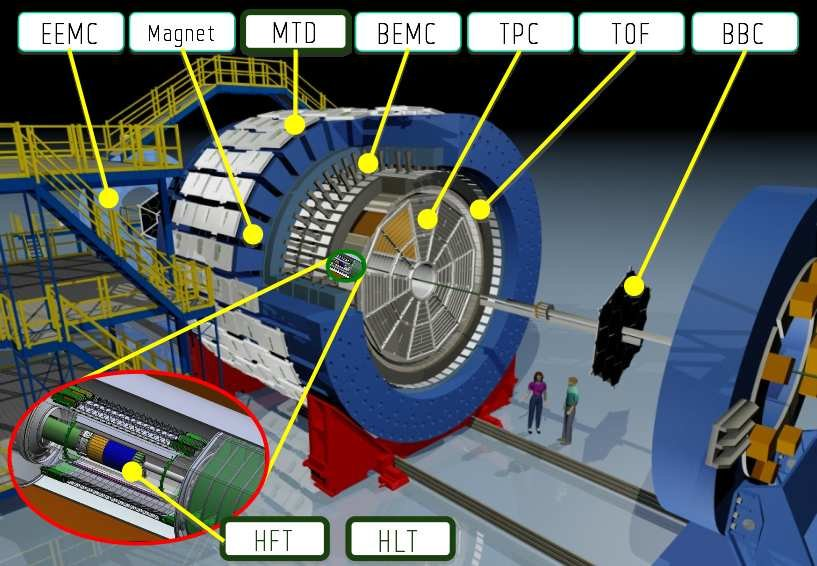 EEMC
Magnet
MTD
BEMC
TPC
TOF
BBC
HFT
HLT